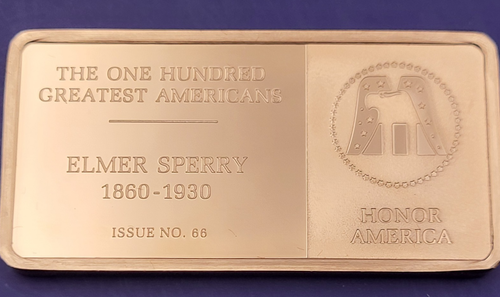 THE ONE HUNDRED
GREATEST AMERICANS
ELMER SPERRY
1860-1930
ISSUE NO. 66
HONOR
AMERICA